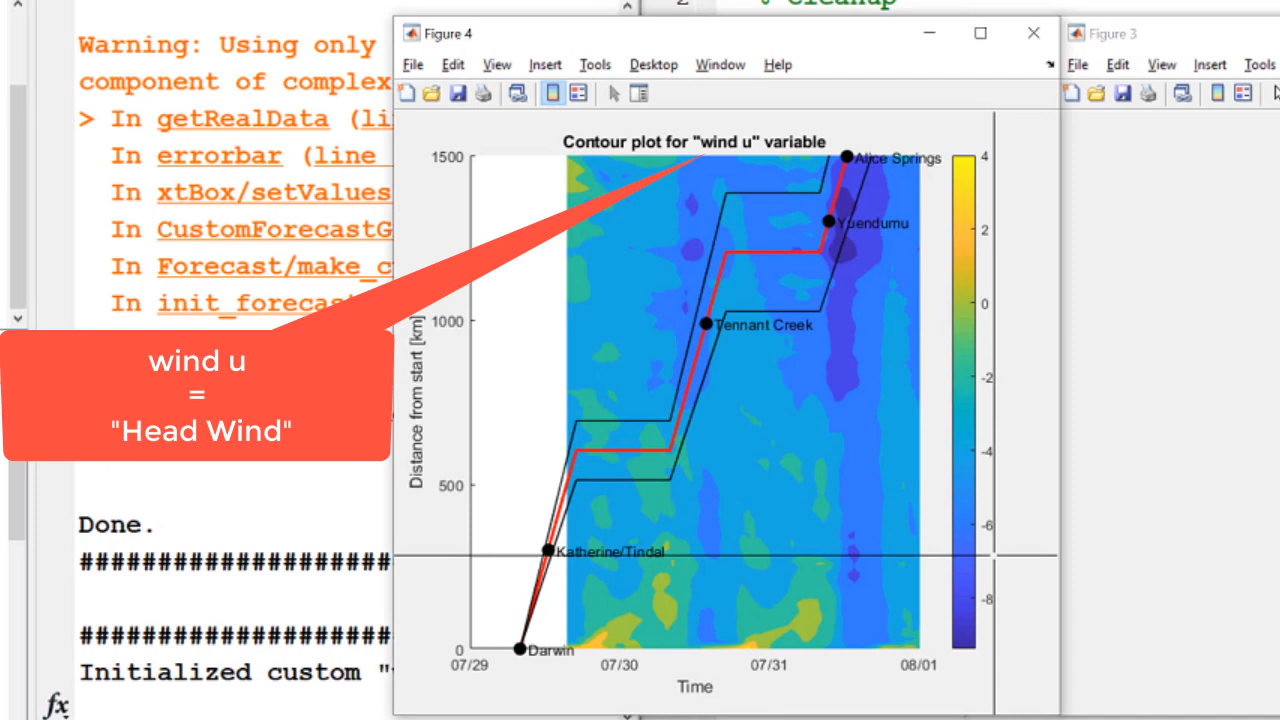 2 % Cleanup
Warning: Using only
component of complex
> In getRealData (li
In errorbar (line
In xtBox/setValues
In CustomForecastG
In Forecast/make_c
In init_forecast
wind u
=
"Head Wind"
Done.
####################
####################
Initialized custom "
fx
Figure 4
File Edit View Insert Tools Desktop Window Help
Contour plot for "wind u" variable
1500
1000
500
0
Distance from start [km]
Alice Springs
Yuendumu
Tennant Creek
Katherine/Tindal
Darwin
07/29 07/30 07/31 08/01
Time
4
2
0
-2
-4
-6
-8
Figure 3
File Edit View Insert Tools